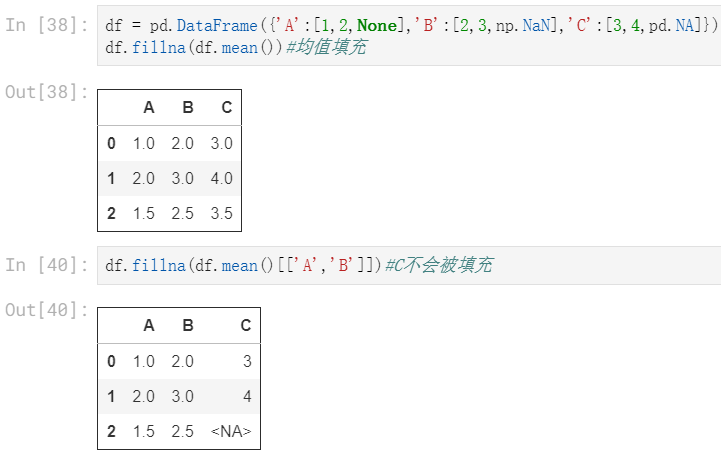 In [38]: df = pd.DataFrame({'A':[1,2,None],'B':[2,3,np.NaN],'C':[3,4,pd.NA]})
df.fillna(df.mean())#均值填充
Out[38]:
A B C
0 1.0 2.0 3.0
1 2.0 3.0 4.0
2 1.5 2.5 3.5
In [40]: df.fillna(df.mean()[['A','B']])#C不会被填充
Out[40]:
A B C
0 1.0 2.0 3
1 2.0 3.0 4
2 1.5 2.5 <NA>